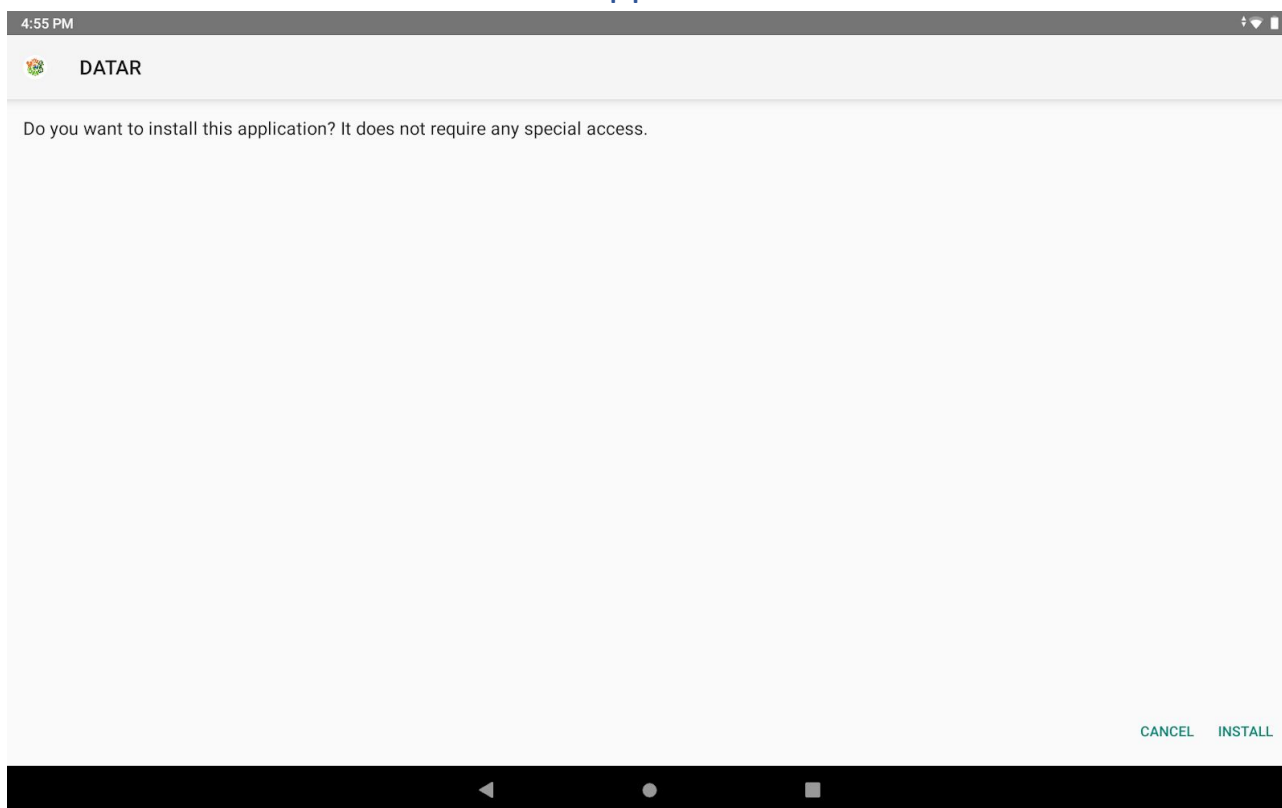 4:55 PM
DATAR
Do you want to install this application? It does not require any special access.
CANCEL INSTALL